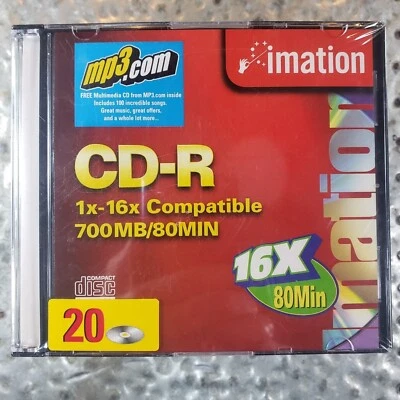 mp3.com
FREE Multimedia CD from MP3.com inside
Includes 100 incredible songs.
Great music, great offers,
and a whole lot more...
imation
CD-R
1x-16x Compatible
700MB/80MIN
COMPACT
disc
16X
80Min
20
imation